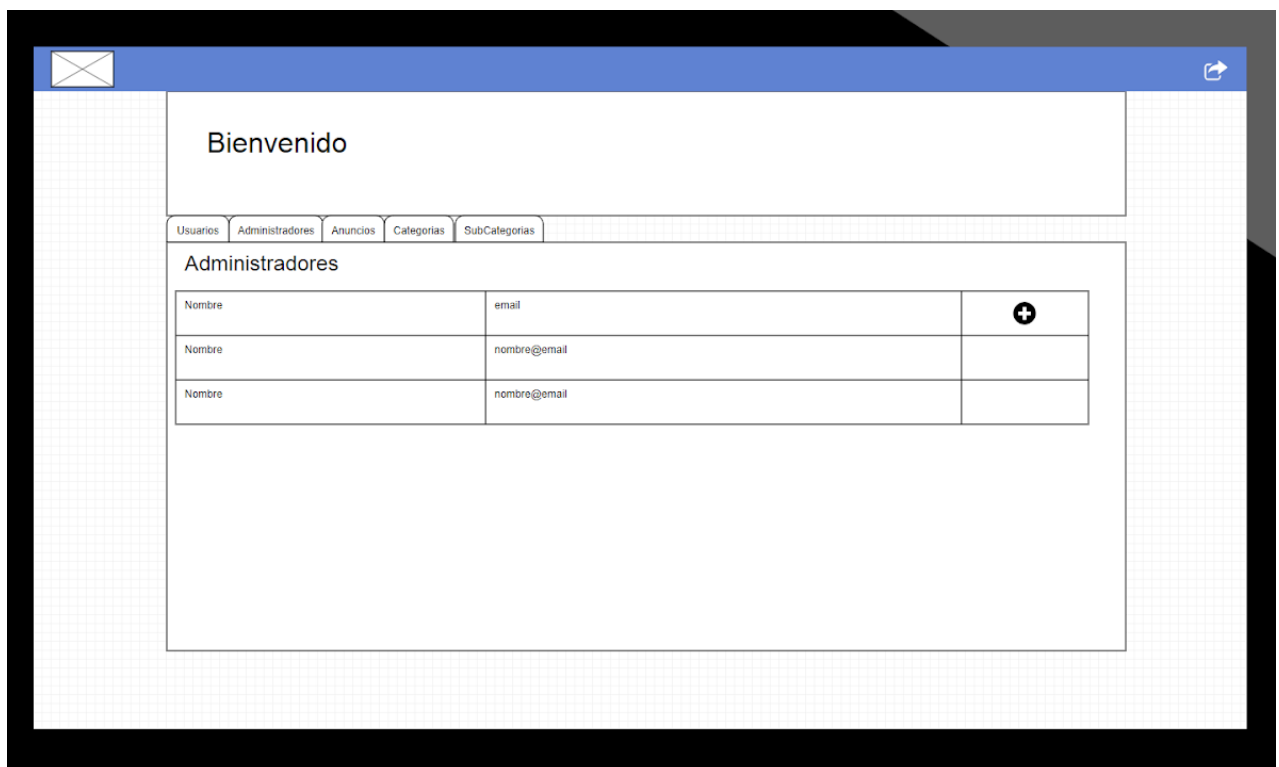 Bienvenido
Usuarios Administradores Anuncios Categorias SubCategorias
Administradores
Nombre email
Nombre nombre@email
Nombre nombre@email